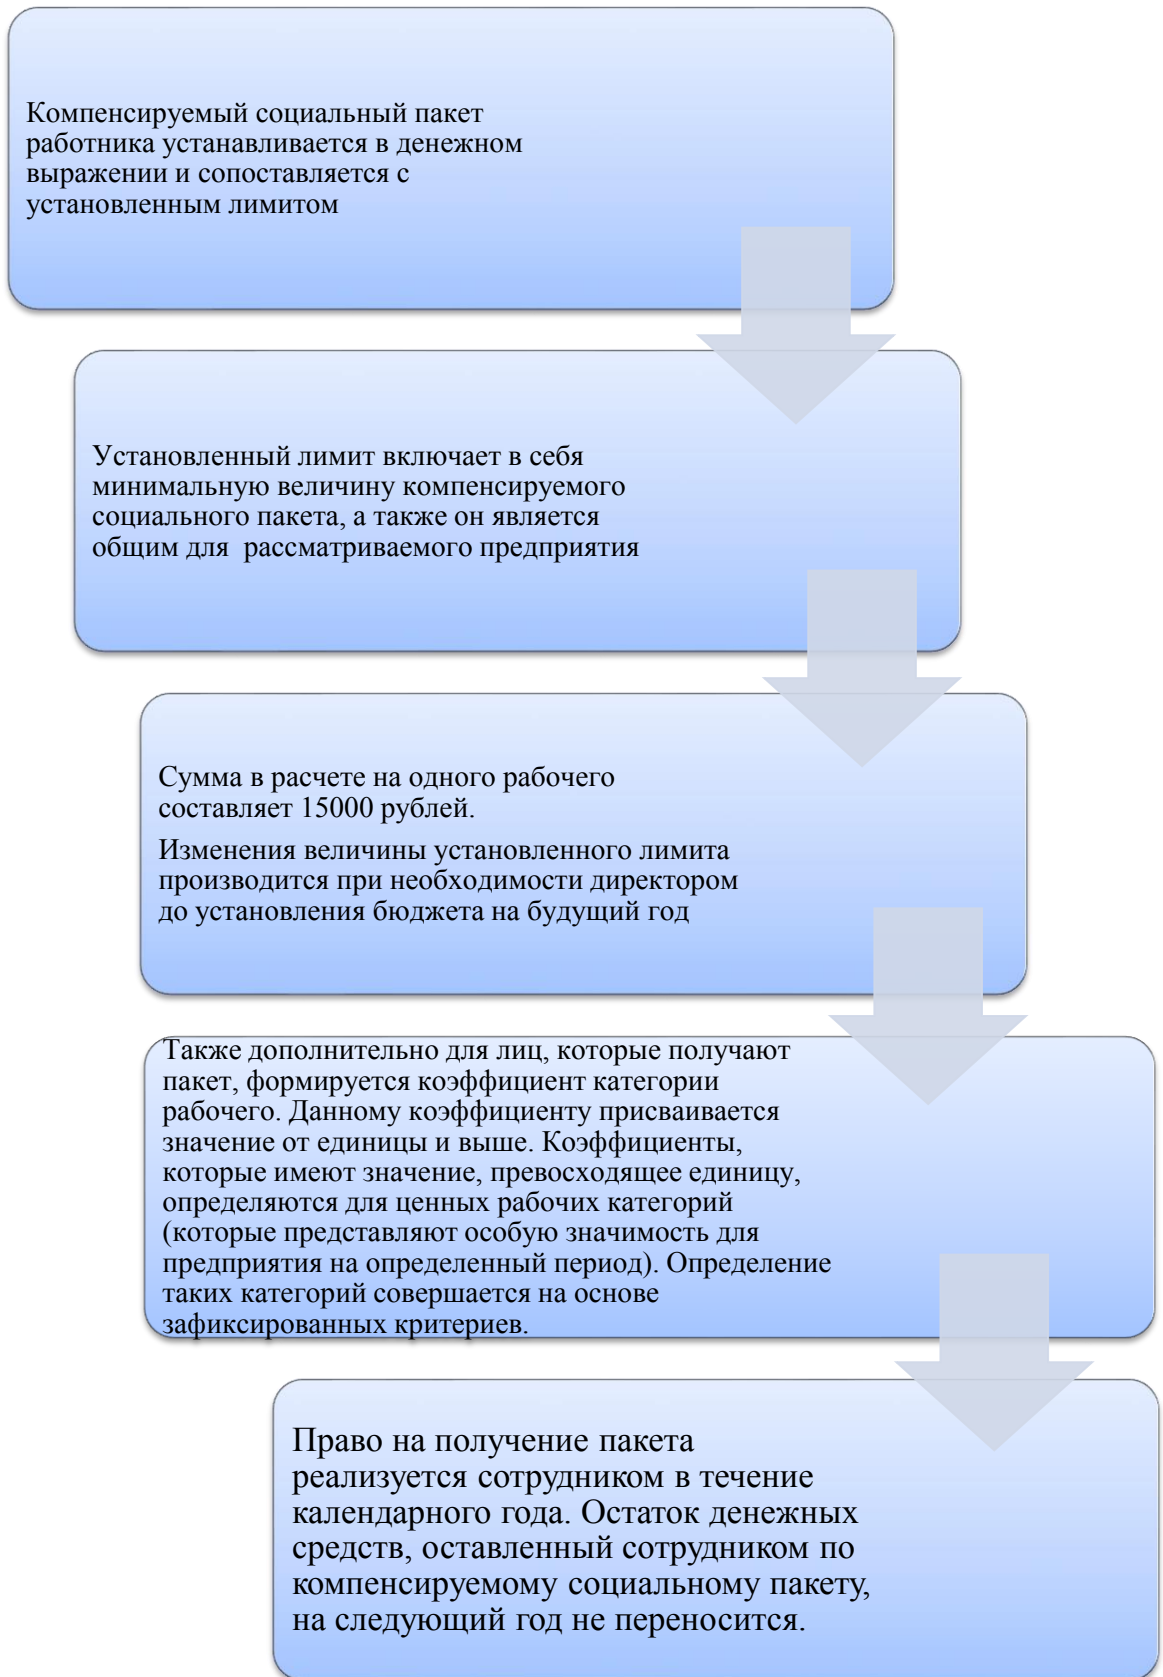 Компенсируемый социальный пакет
работника устанавливается в денежном
выражении и сопоставляется с
установленным лимитом
Установленный лимит включает в себя
минимальную величину компенсируемого
социального пакета, а также он является
общим для рассматриваемого предприятия
Сумма в расчете на одного рабочего
составляет 15000 рублей.
Изменения величины установленного лимита
производится при необходимости директором
до установления бюджета на будущий год
Также дополнительно для лиц, которые получают
пакет, формируется коэффициент категории
рабочего. Данному коэффициенту присваивается
значение от единицы и выше. Коэффициенты,
которые имеют значение, превосходящее единицу,
определяются для ценных рабочих категорий
(которые представляют особую значимость для
предприятия на определенный период). Определение
таких категорий совершается на основе
зафиксированных критериев.
Право на получение пакета
реализуется сотрудником в течение
календарного года. Остаток денежных
средств, оставленный сотрудником по
компенсируемому социальному пакету,
на следующий год не переносится.